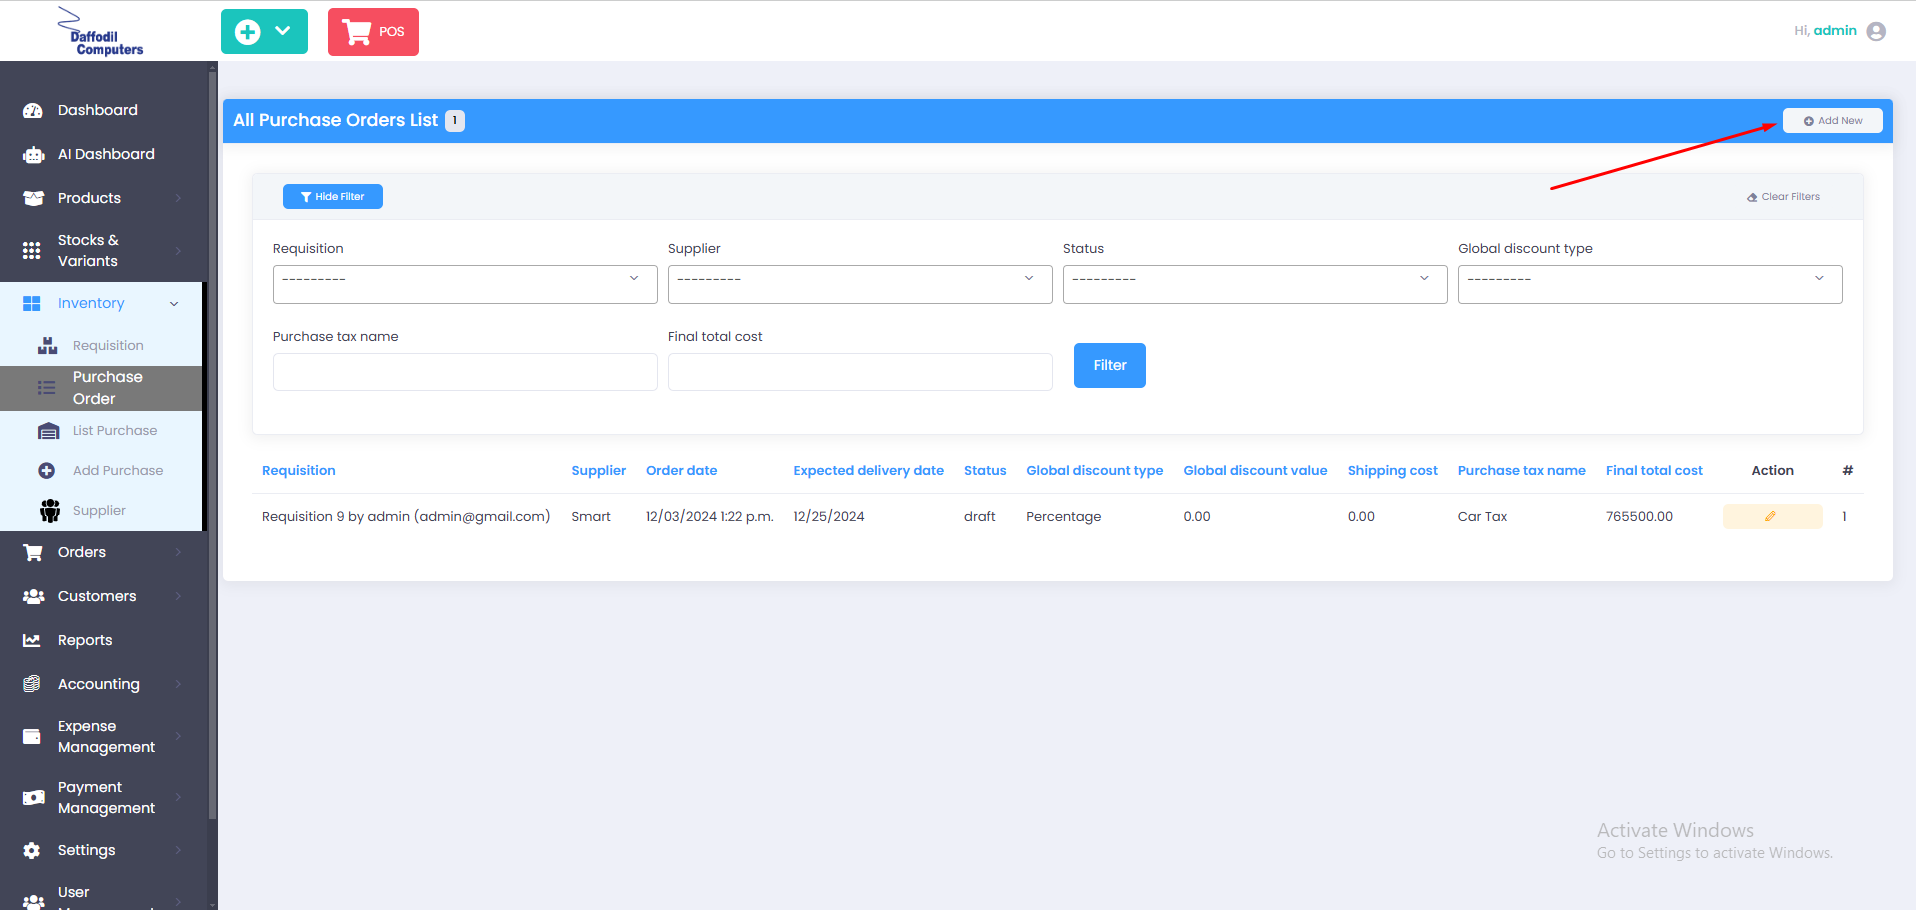 Daffodil
Computers
POS
Hi, admin
Dashboard
AI Dashboard
Products
Stocks &
Variants
Inventory
Requisition
Purchase
Order
List Purchase
Add Purchase
Supplier
Orders
Customers
Reports
Accounting
Expense
Management
Payment
Management
Settings
User
All Purchase Orders List 1
Add New
Hide Filter
Clear Filters
Requisition Supplier Status Global discount type
--------- --------- --------- ---------
Purchase tax name Final total cost
Filter
Requisition Supplier Order date Expected delivery date Status Global discount type Global discount value Shipping cost Purchase tax name Final total cost Action #
Requisition 9 by admin (admin@gmail.com) Smart 12/03/2024 1:22 p.m. 12/25/2024 draft Percentage 0.00 0.00 Car Tax 765500.00 1
Activate Windows
Go to Settings to activate Windows.